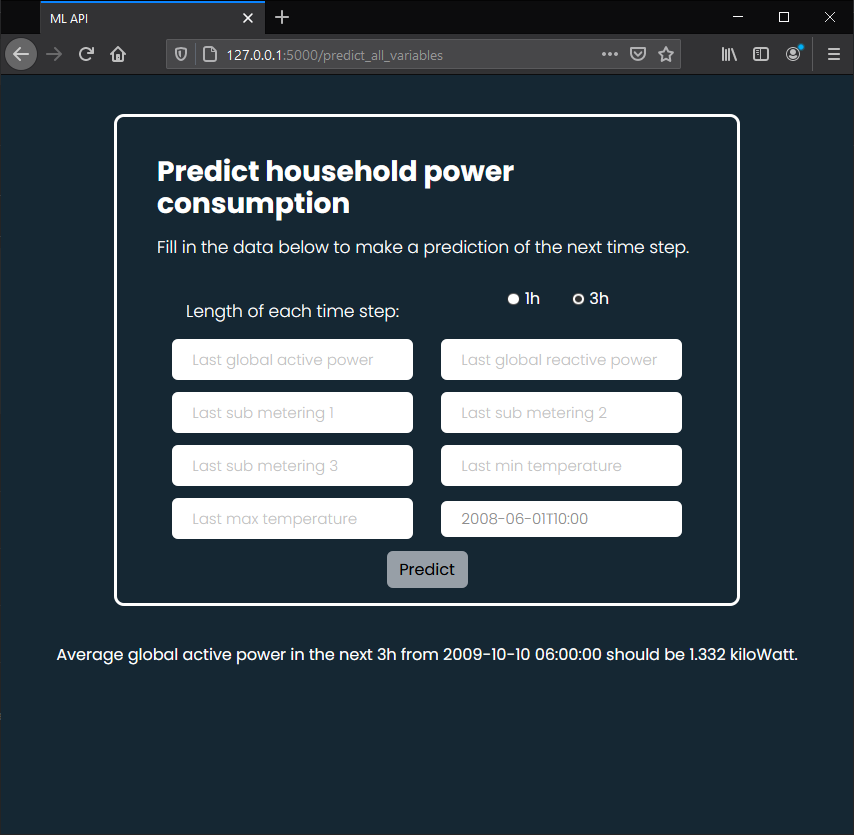 ML API
127.0.0.1:5000/predict_all_variables
Predict household power
consumption
Fill in the data below to make a prediction of the next time step.
Length of each time step:
1h
3h
Last global active power
Last global reactive power
Last sub metering 1
Last sub metering 2
Last sub metering 3
Last min temperature
Last max temperature
2008-06-01T10:00
Predict
Average global active power in the next 3h from 2009-10-10 06:00:00 should be 1.332 kiloWatt.